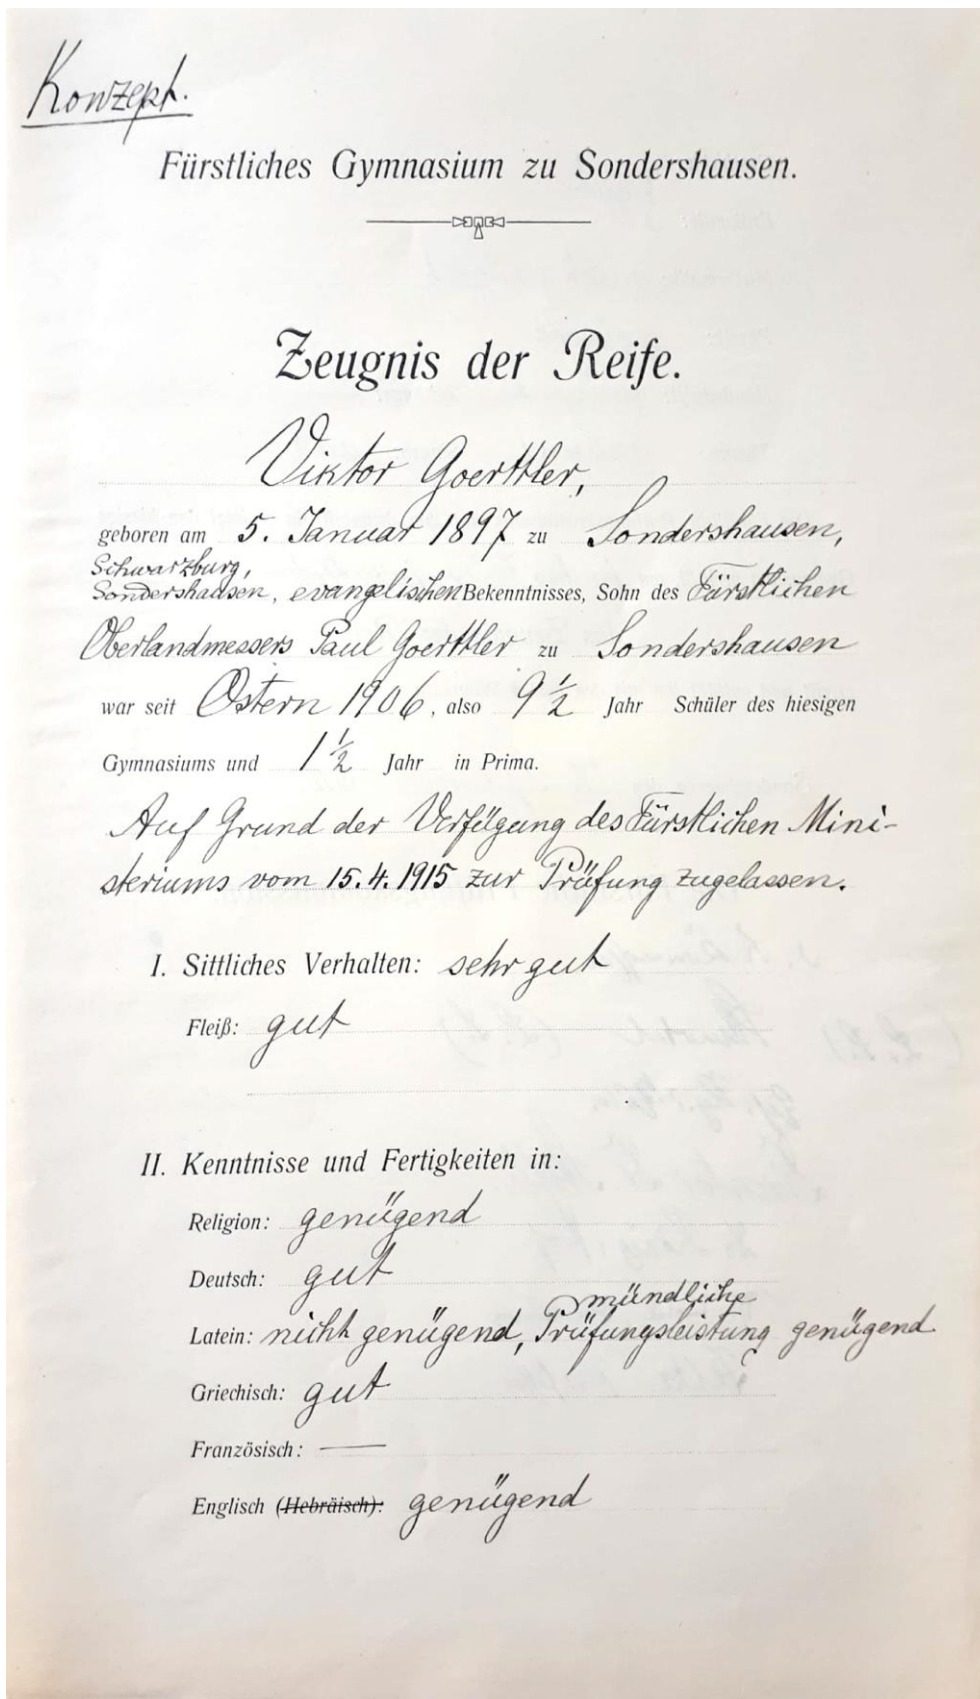 Konzept.
Fürstliches Gymnasium zu Sondershausen.
Zeugnis der Reife.
Viktor Goerttler,
geboren am 5. Januar 1897 zu Sondershausen,
Schwarzburg,
Sondershausen, evangelischen Bekenntnisses, Sohn des Fürstlichen
Oberlandmessers Paul Goerttler zu Sondershausen
war seit Ostern 1906, also 9 1/2 Jahr Schüler des hiesigen
Gymnasiums und 1 1/2 Jahr in Prima.
Auf Grund der Verfügung des Fürstlichen Mini-
steriums vom 15.4.1915 zur Prüfung zugelassen.
I. Sittliches Verhalten: sehr gut
Fleiß: gut
II. Kenntnisse und Fertigkeiten in:
Religion: genügend
Deutsch: gut
mündliche
Latein: nicht genügend, Prüfungsleistung genügend
Griechisch: gut
Französisch: —
Englisch (Hebräisch): genügend